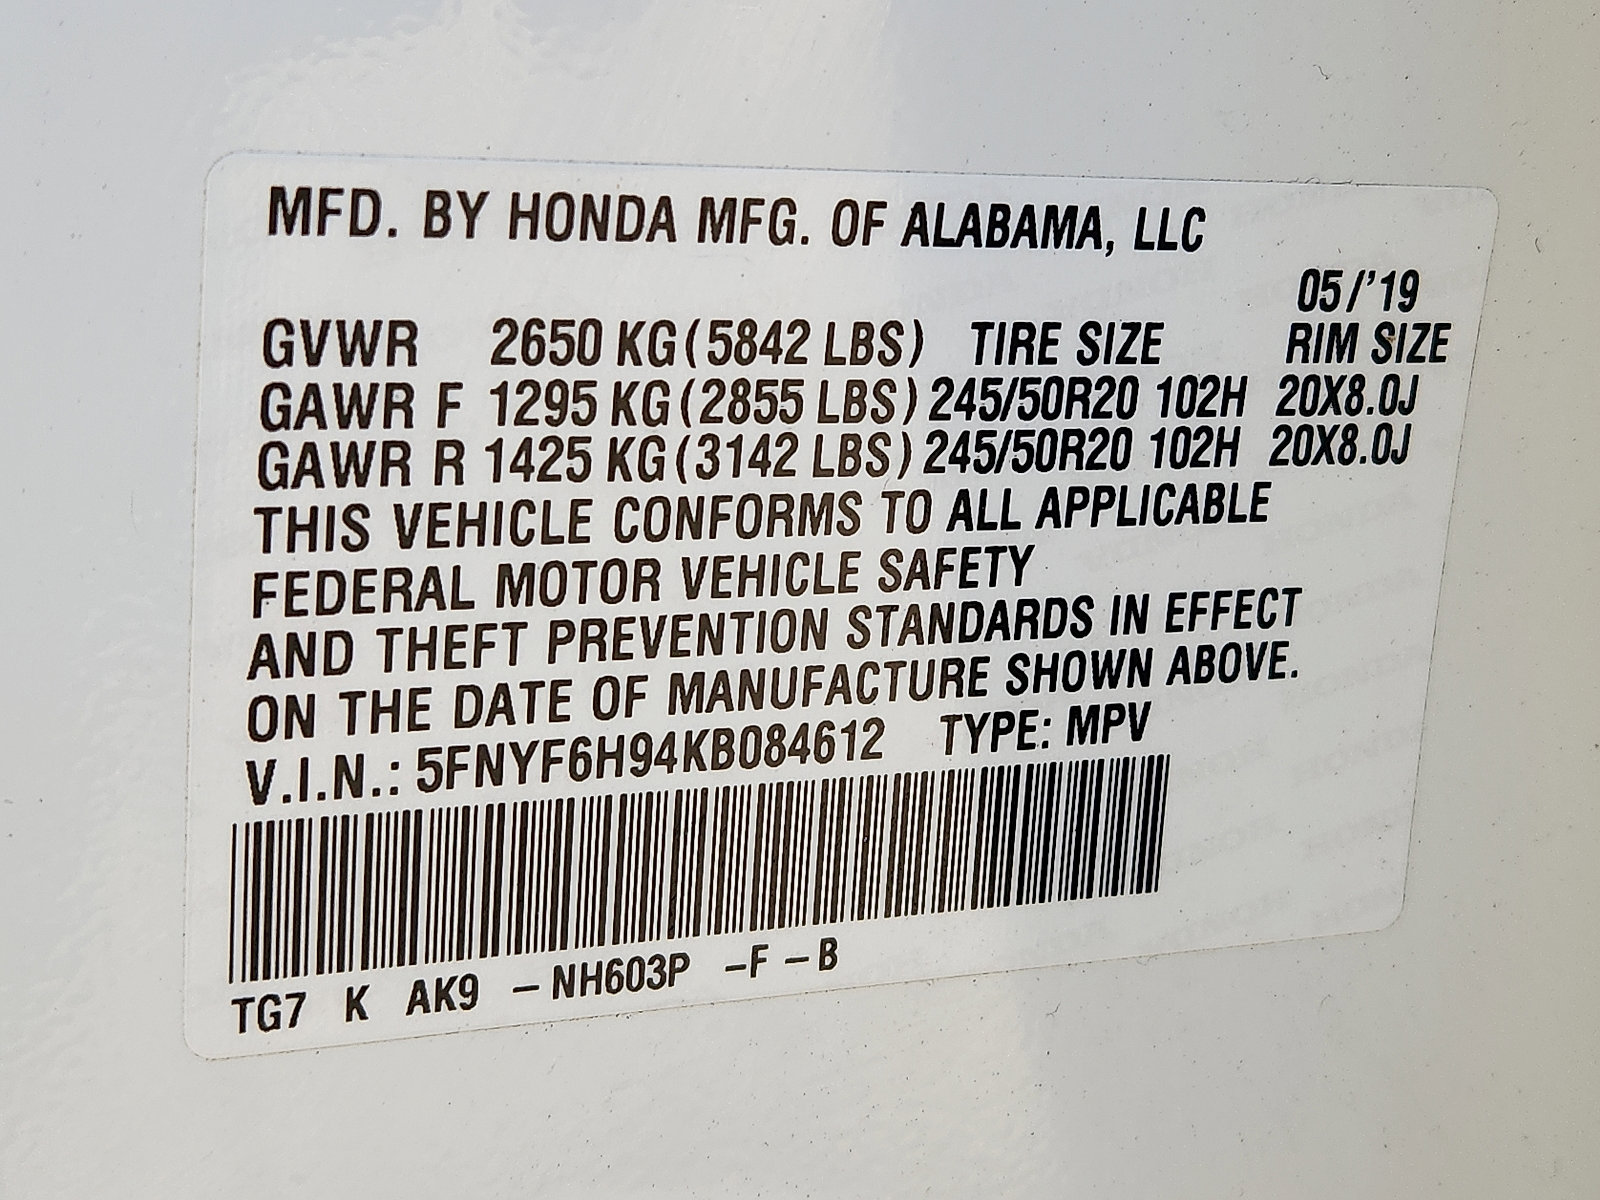 MFD. BY HONDA MFG. OF ALABAMA, LLC
05/'19
GVWR 2650 KG (5842 LBS) TIRE SIZE RIM SIZE
GAWR F 1295 KG (2855 LBS) 245/50R20 102H 20X8.0J
GAWR R 1425 KG (3142 LBS) 245/50R20 102H 20X8.0J
THIS VEHICLE CONFORMS TO ALL APPLICABLE
FEDERAL MOTOR VEHICLE SAFETY
AND THEFT PREVENTION STANDARDS IN EFFECT
ON THE DATE OF MANUFACTURE SHOWN ABOVE.
V.I.N.: 5FNYF6H94KB084612 TYPE: MPV
TG7 K AK9 – NH603P –F – B